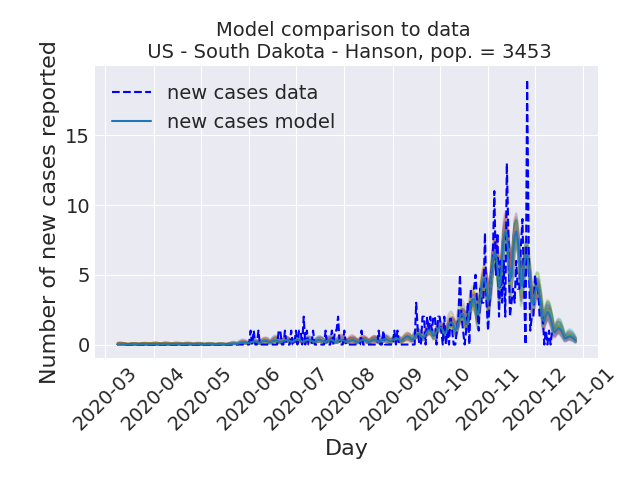 Model comparison to data
US - South Dakota - Hanson, pop. = 3453
new cases data
new cases model
Number of new cases reported
15
10
5
0
2020-03
2020-04
2020-05
2020-06
2020-07
2020-08
2020-09
2020-10
2020-11
2020-12
2021-01
Day